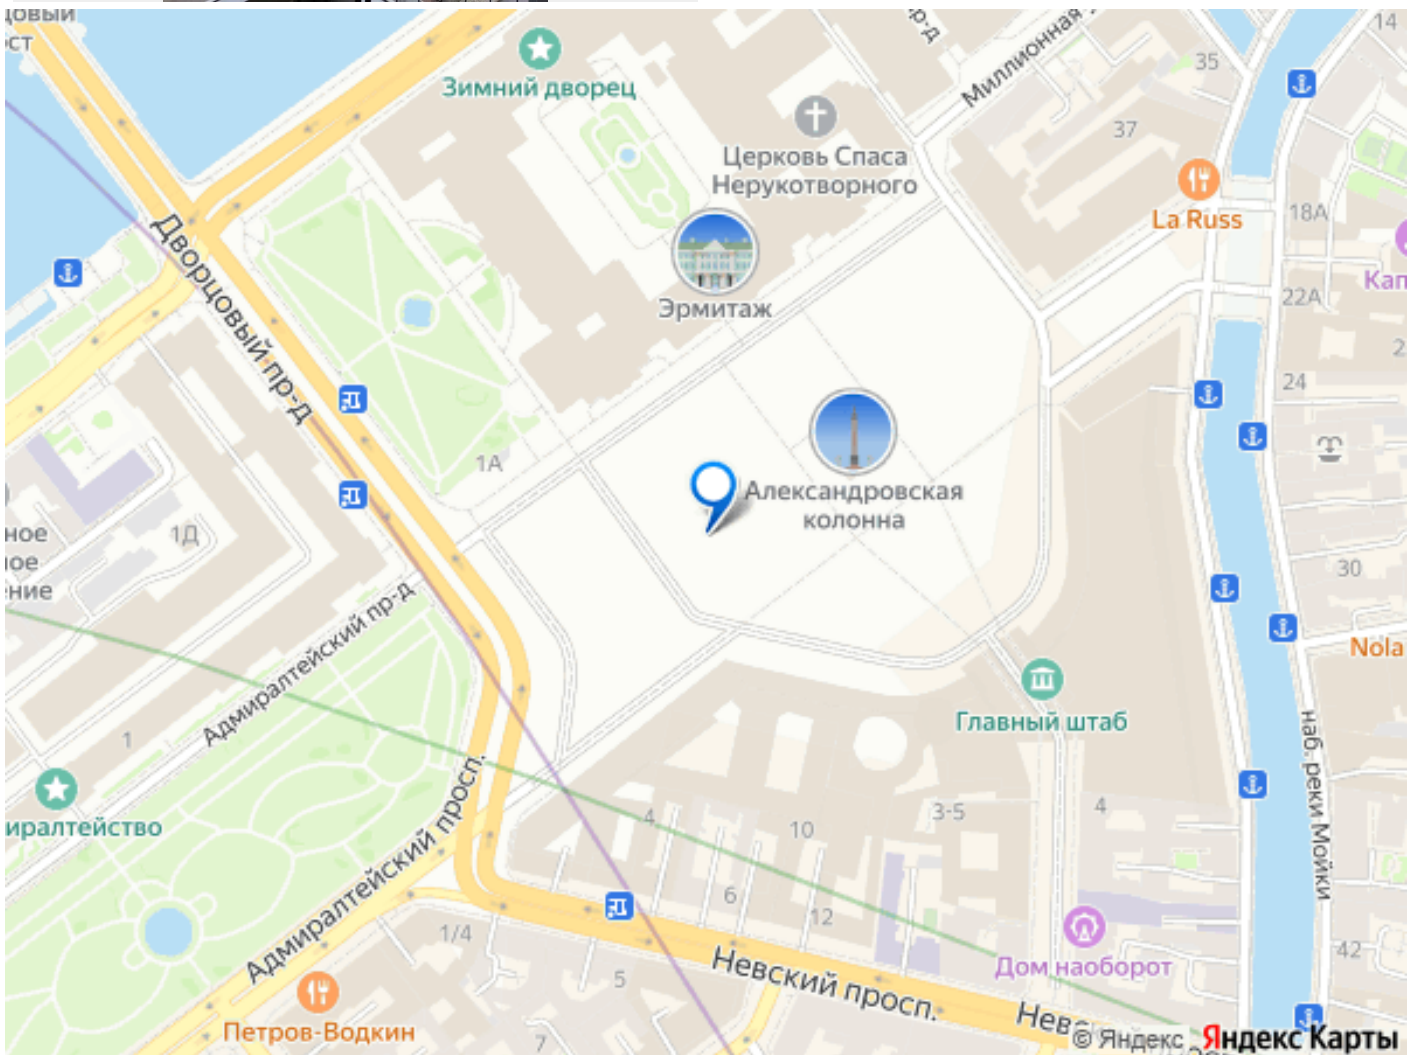 Зимний дворец
14
35
Миллионная
пр-д
37
Церковь Спаса
Нерукотворного
La Russ
18А
Дворцовый пр-д
Эрмитаж
22А
24
1А
Александровская
колонна
1Д
30
Адмиралтейский пр-д
Nola
Главный штаб
1
наб. реки Мойки
4
3-5
4
10
6
12
Адмиралтейский просп.
1/4
42
Дом наоборот
5
Невский просп.
Петров-Водкин
7
© Яндекс Яндекс Карты